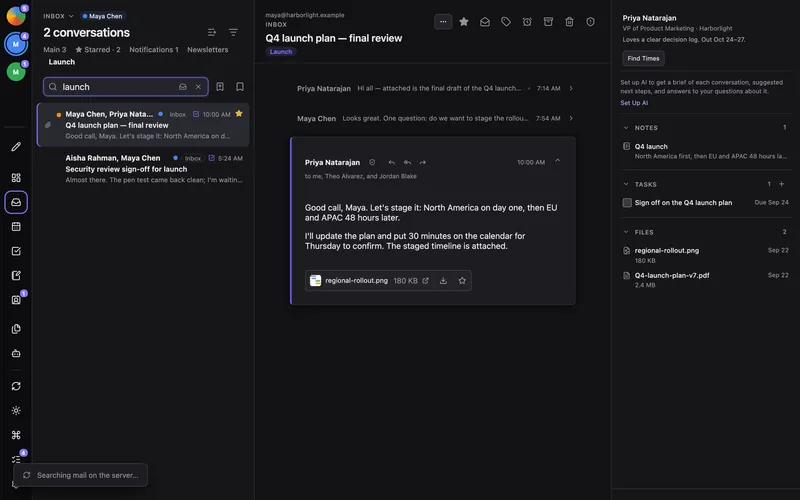 5
M
4
M
1
INBOX
Maya Chen
2 conversations
Main 3
Starred · 2
Notifications 1
Newsletters
Launch
launch
Maya Chen, Priya Nata...
Inbox
10:00 AM
Q4 launch plan — final review
Good call, Maya. Let's stage it: North America on d...
Aisha Rahman, Maya Chen
Inbox
8:24 AM
Security review sign-off for launch
Almost there. The pen test came back clean; I'm waitin...
1
4
Searching mail on the server...
maya@harborlight.example
INBOX
Q4 launch plan — final review
Launch
Priya Natarajan
Hi all — attached is the final draft of the Q4 launch...
7:14 AM
Maya Chen
Looks great. One question: do we want to stage the rollou...
7:54 AM
Priya Natarajan
10:00 AM
to me, Theo Alvarez, and Jordan Blake
Good call, Maya. Let's stage it: North America on day one, then EU
and APAC 48 hours later.
I'll update the plan and put 30 minutes on the calendar for
Thursday to confirm. The staged timeline is attached.
regional-rollout.png
180 KB
Priya Natarajan
VP of Product Marketing · Harborlight
Loves a clear decision log. Out Oct 24–27.
Find Times
Set up AI to get a brief of each conversation, suggested
next steps, and answers to your questions about it.
Set Up AI
NOTES
1
Q4 launch
North America first, then EU and APAC 48 hours la...
TASKS
1
Sign off on the Q4 launch plan
Due Sep 24
FILES
2
regional-rollout.png
Sep 22
180 KB
Q4-launch-plan-v7.pdf
Sep 22
2.4 MB